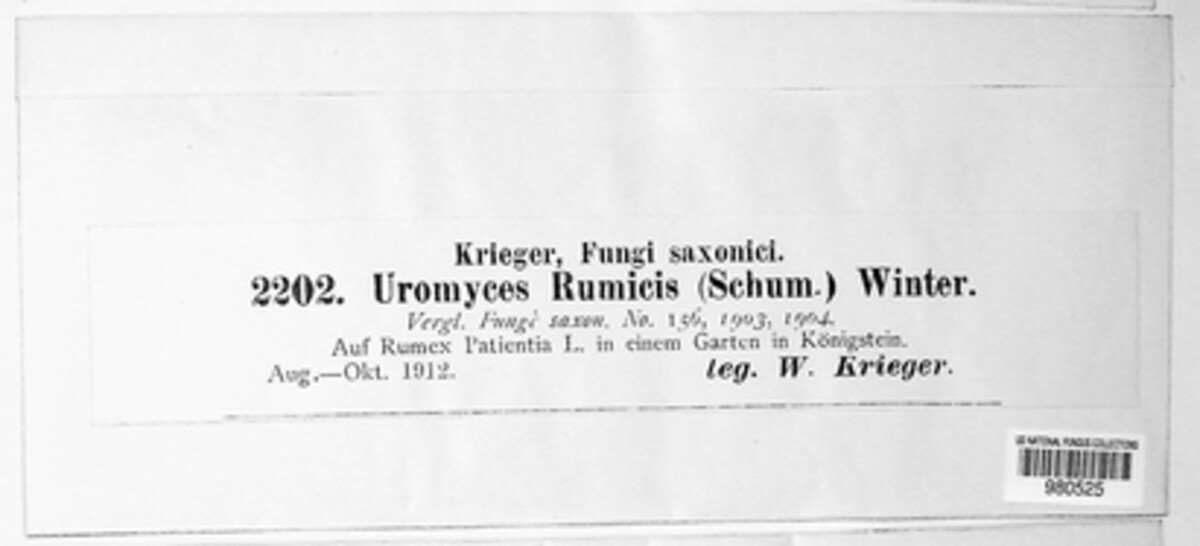 Krieger, Fungi saxonici.
2202. Uromyces Rumicis (Schum.) Winter.
Vergl. Fungi saxon. No. 156, 1903, 1904.
Auf Rumex Patientia L. in einem Garten in Königstein.
Aug.—Okt. 1912.
leg. W. Krieger.
US NATIONAL FUNGUS COLLECTIONS
980525